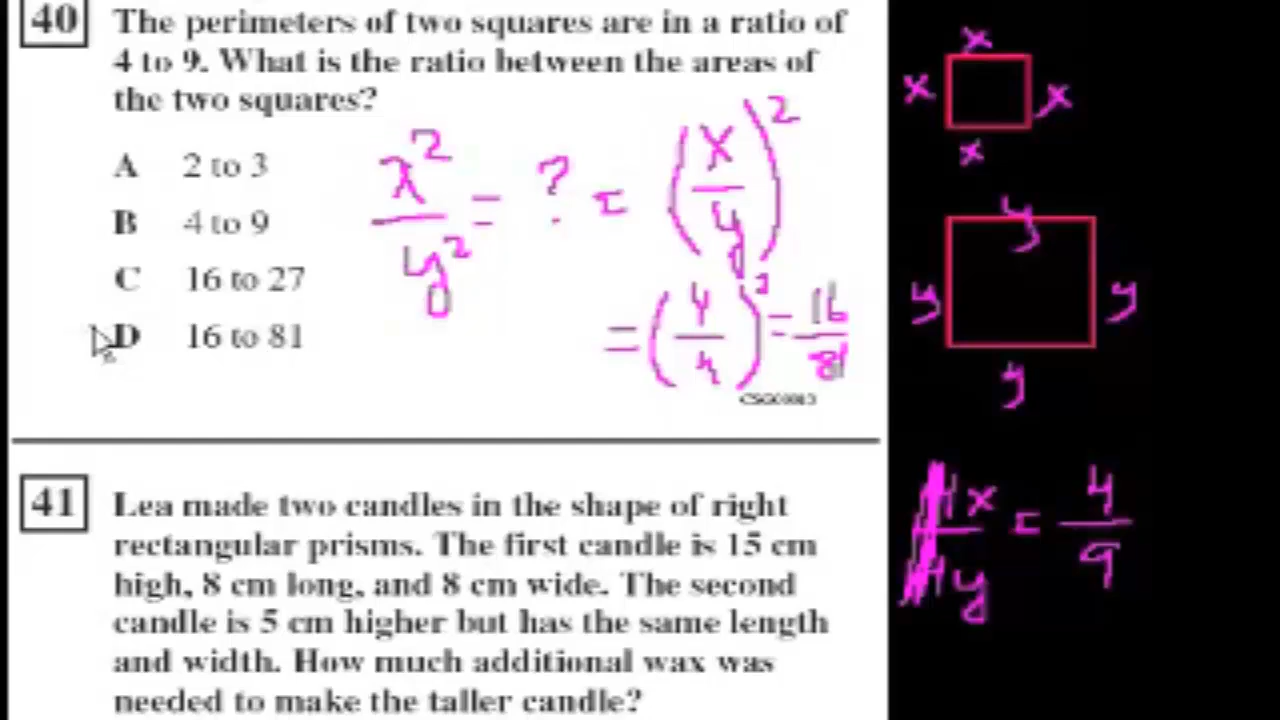 40 The perimeters of two squares are in a ratio of
4 to 9. What is the ratio between the areas of
the two squares?
A 2 to 3
B 4 to 9
C 16 to 27
D 16 to 81
x²/y² = ? = (x/y)²
= (4/9)² = 16/81
x
x x
x
y
y y
y
4x/4y = 4/9
41 Lea made two candles in the shape of right
rectangular prisms. The first candle is 15 cm
high, 8 cm long, and 8 cm wide. The second
candle is 5 cm higher but has the same length
and width. How much additional wax was
needed to make the taller candle?